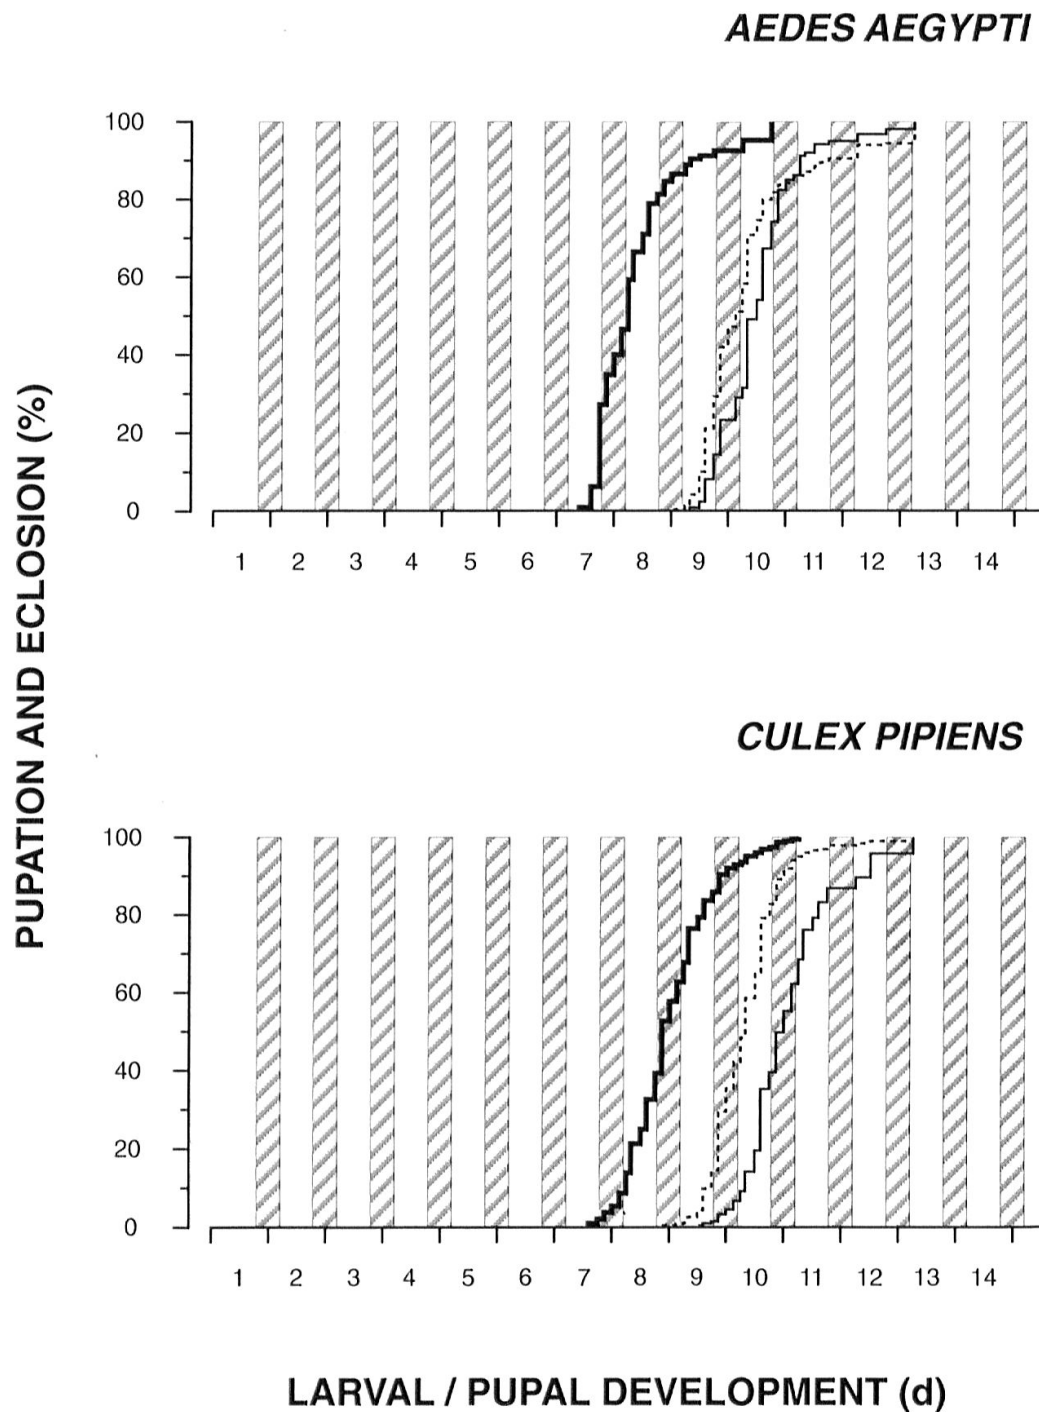 AEDES AEGYPTI
100
80
60
40
20
0
1 2 3 4 5 6 7 8 9 10 11 12 13 14
PUPATION AND ECLOSION (%)
CULEX PIPIENS
100
80
60
40
20
0
1 2 3 4 5 6 7 8 9 10 11 12 13 14
LARVAL / PUPAL DEVELOPMENT (d)